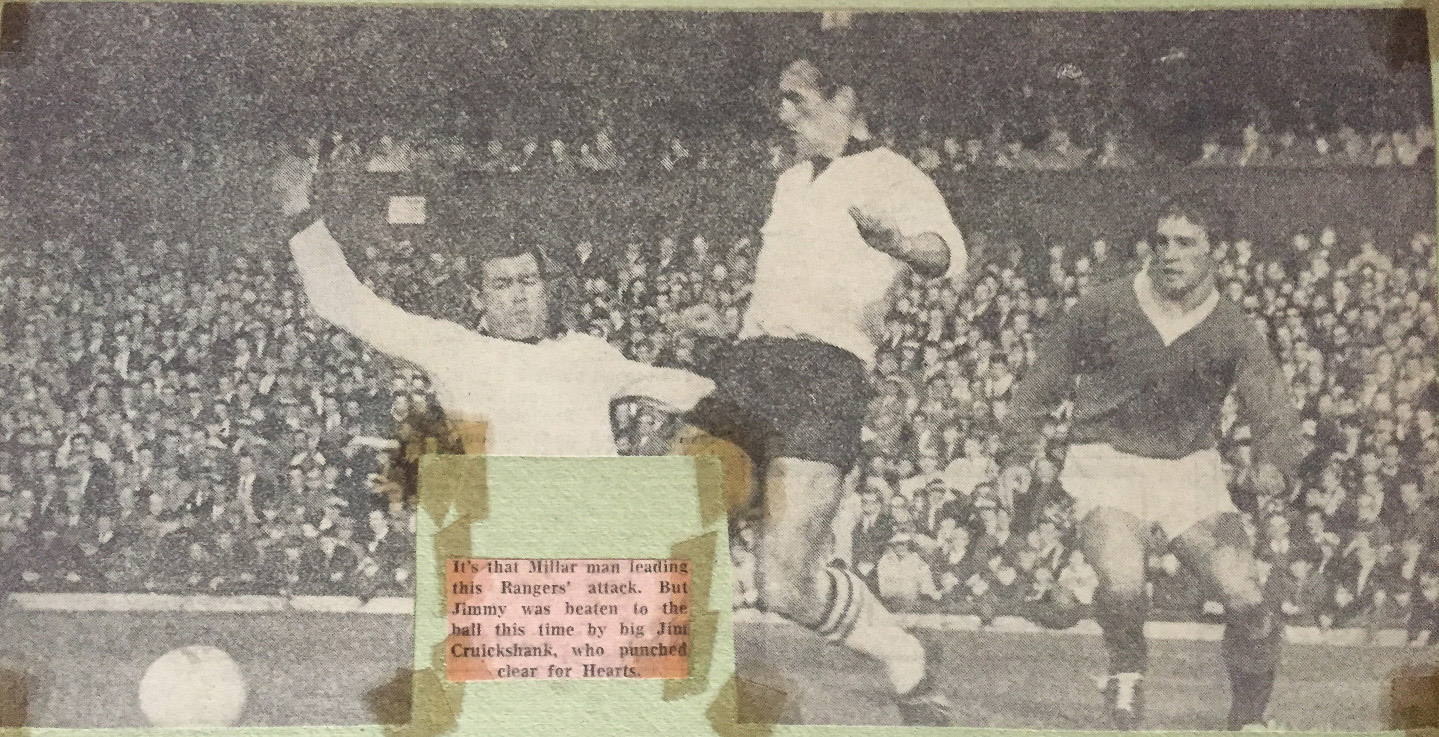 It's that Millar man leading
this Rangers' attack. But
Jimmy was beaten to the
ball this time by big Jim
Cruickshank, who punched
clear for Hearts.